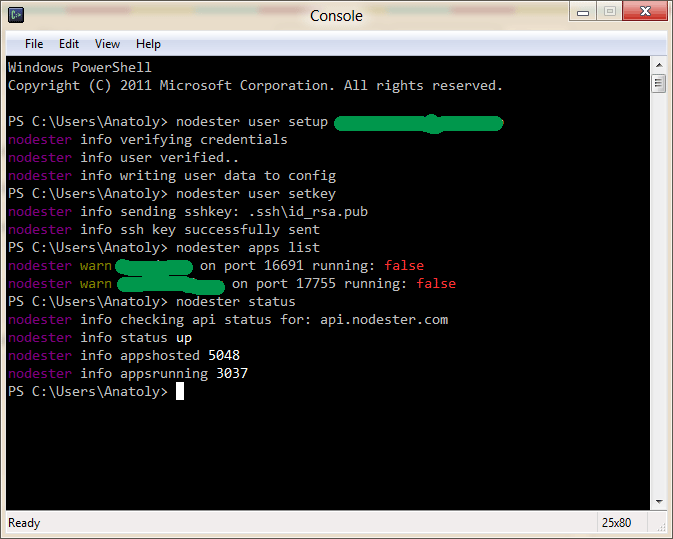 Console
File Edit View Help
Windows PowerShell
Copyright (C) 2011 Microsoft Corporation. All rights reserved.
PS C:\Users\Anatoly> nodester user setup
nodester info verifying credentials
nodester info user verified..
nodester info writing user data to config
PS C:\Users\Anatoly> nodester user setkey
nodester info sending sshkey: .ssh\id_rsa.pub
nodester info ssh key successfully sent
PS C:\Users\Anatoly> nodester apps list
nodester warn on port 16691 running: false
nodester warn on port 17755 running: false
PS C:\Users\Anatoly> nodester status
nodester info checking api status for: api.nodester.com
nodester info status up
nodester info appshosted 5048
nodester info appsrunning 3037
PS C:\Users\Anatoly>
Ready 25x80